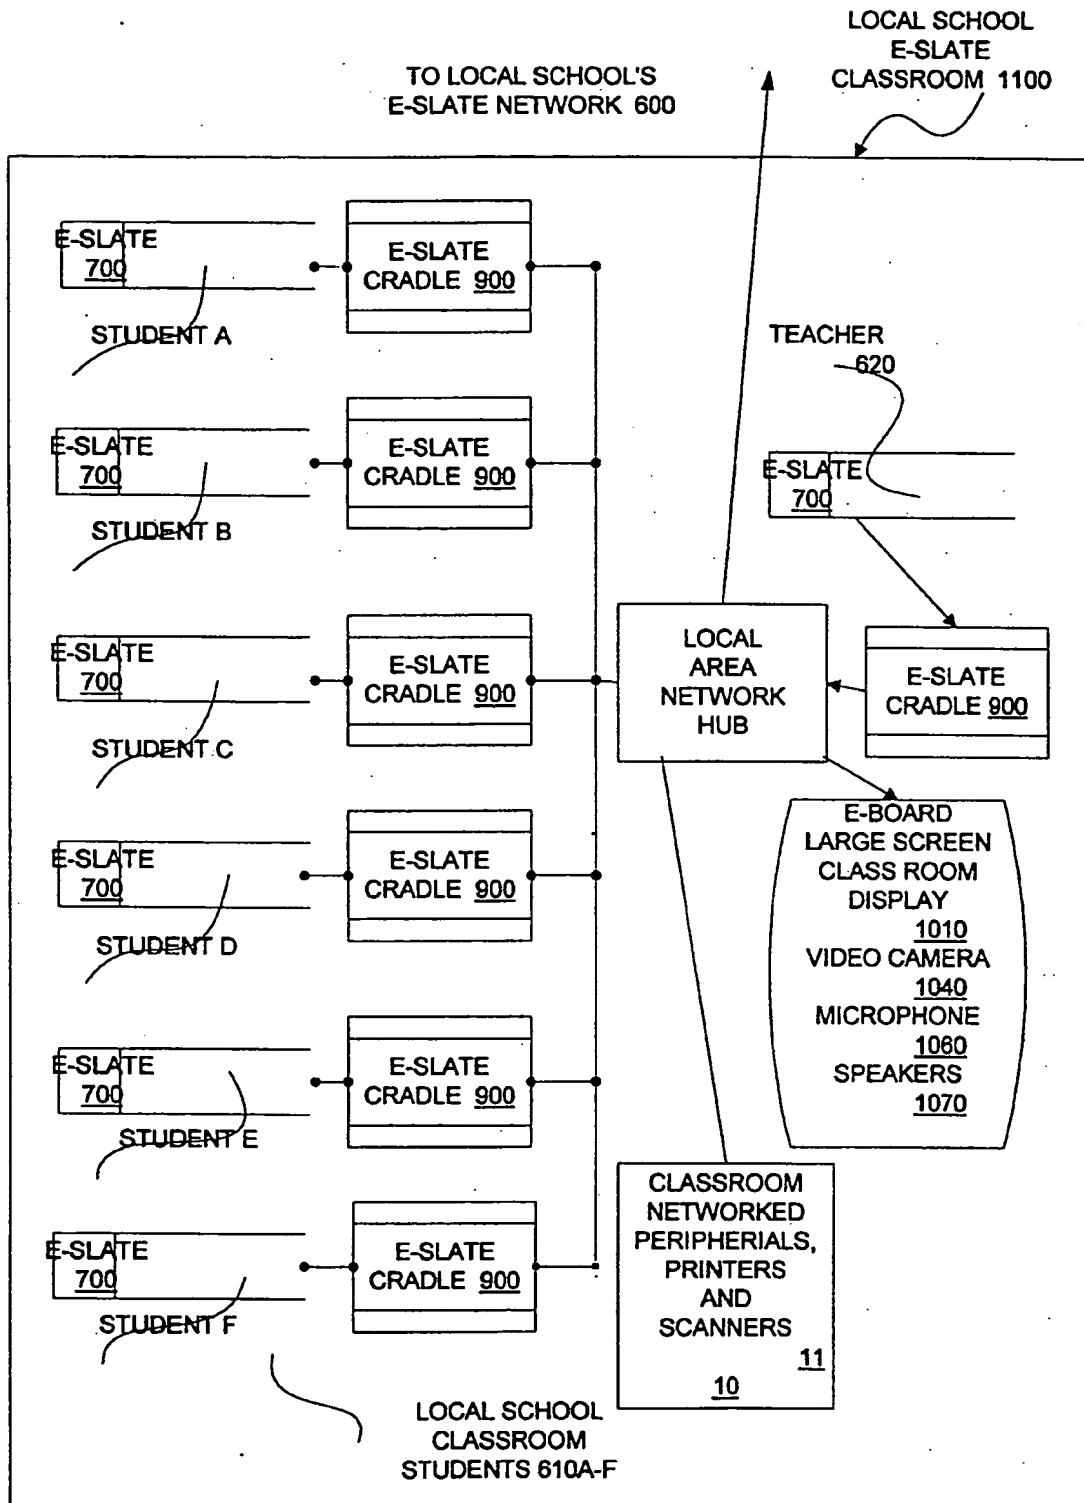 LOCAL SCHOOL
E-SLATE
CLASSROOM 1100
TO LOCAL SCHOOL'S
E-SLATE NETWORK 600
E-SLATE
700
STUDENT A
E-SLATE
CRADLE 900
E-SLATE
700
STUDENT B
E-SLATE
CRADLE 900
E-SLATE
700
STUDENT C
E-SLATE
CRADLE 900
E-SLATE
700
STUDENT D
E-SLATE
CRADLE 900
E-SLATE
700
STUDENT E
E-SLATE
CRADLE 900
E-SLATE
700
STUDENT F
E-SLATE
CRADLE 900
LOCAL SCHOOL
CLASSROOM
STUDENTS 610A-F
TEACHER
620
E-SLATE
700
LOCAL
AREA
NETWORK
HUB
E-SLATE
CRADLE 900
E-BOARD
LARGE SCREEN
CLASS ROOM
DISPLAY
1010
VIDEO CAMERA
1040
MICROPHONE
1060
SPEAKERS
1070
CLASSROOM
NETWORKED
PERIPHERIALS,
PRINTERS
AND
SCANNERS
11
10